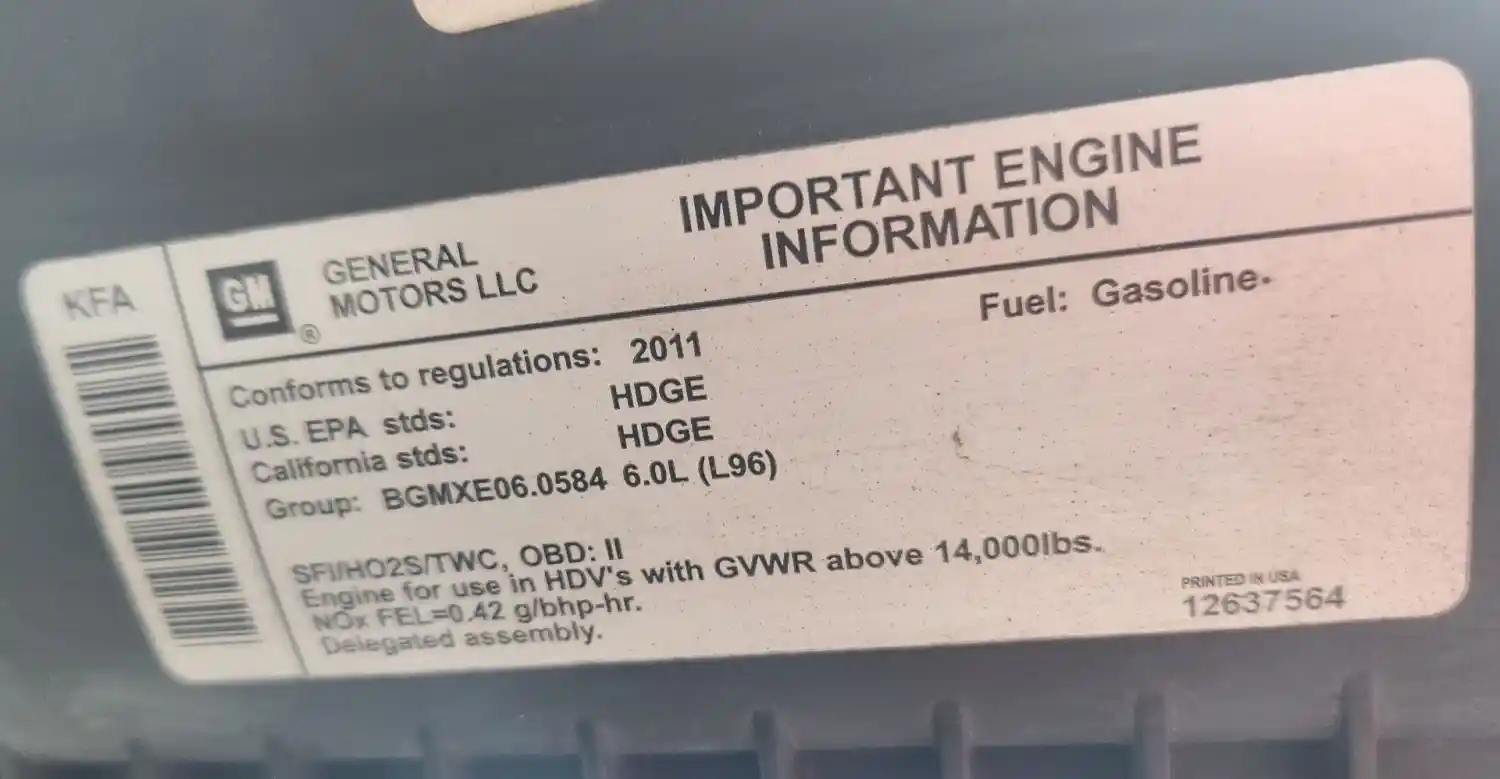 KFA
GM ®
GENERAL
MOTORS LLC
IMPORTANT ENGINE
INFORMATION
Fuel: Gasoline.
Conforms to regulations: 2011
U.S. EPA stds: HDGE
California stds: HDGE
Group: BGMXE06.0584 6.0L (L96)
SFI/HO2S/TWC, OBD: II
Engine for use in HDV's with GVWR above 14,000lbs.
NOx FEL=0.42 g/bhp-hr.
Delegated assembly.
PRINTED IN USA
12637564